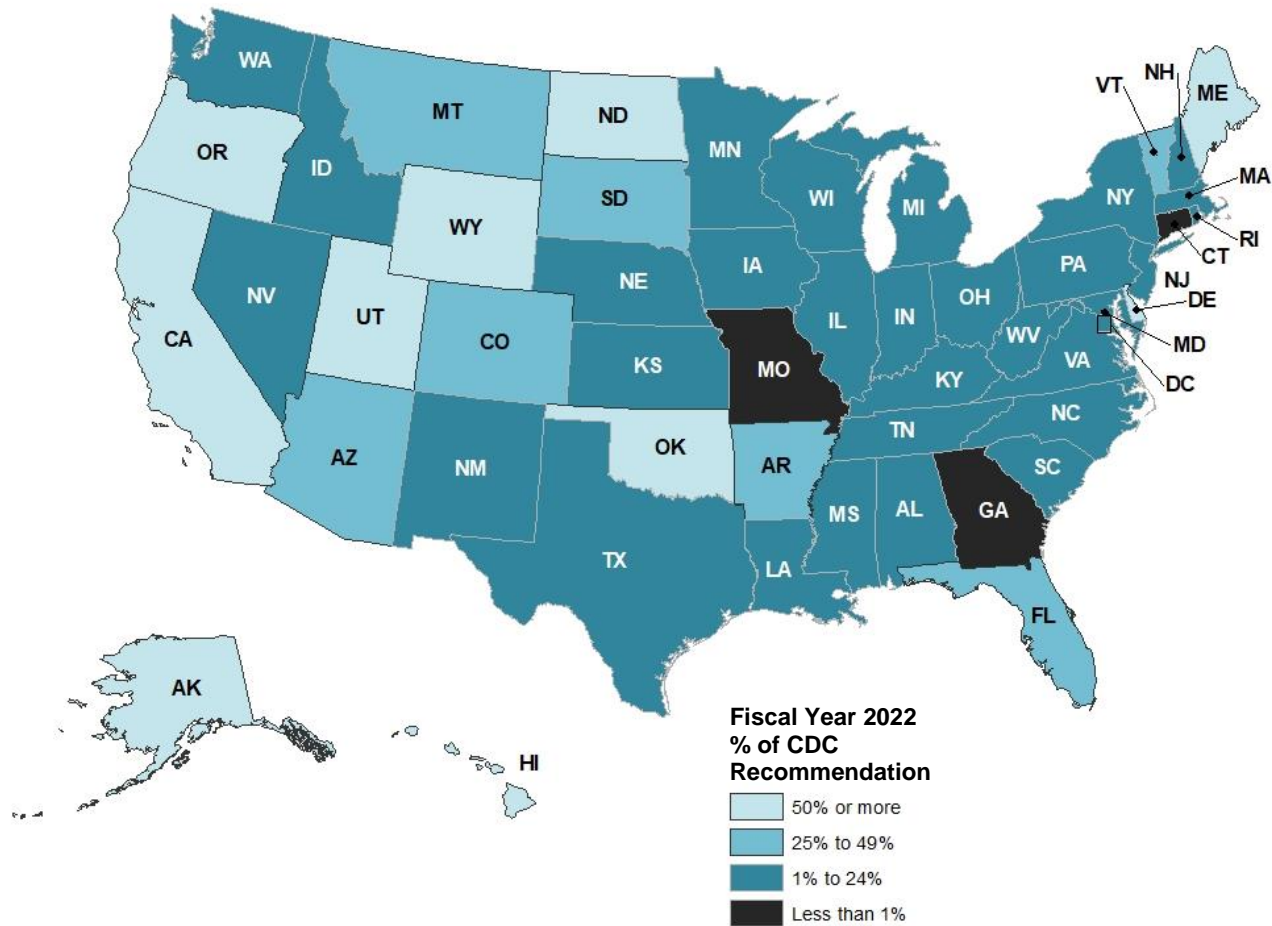 WA
MT
ND
MN
OR
ID
SD
WY
WI
MI
VT
NH
ME
NY
MA
RI
CT
NE
IA
PA
NJ
DE
NV
UT
CO
IL
IN
OH
WV
MD
DC
CA
KS
MO
KY
VA
NC
TN
AZ
NM
OK
AR
SC
MS
AL
GA
TX
LA
FL
AK
HI
Fiscal Year 2022
% of CDC
Recommendation
50% or more
25% to 49%
1% to 24%
Less than 1%